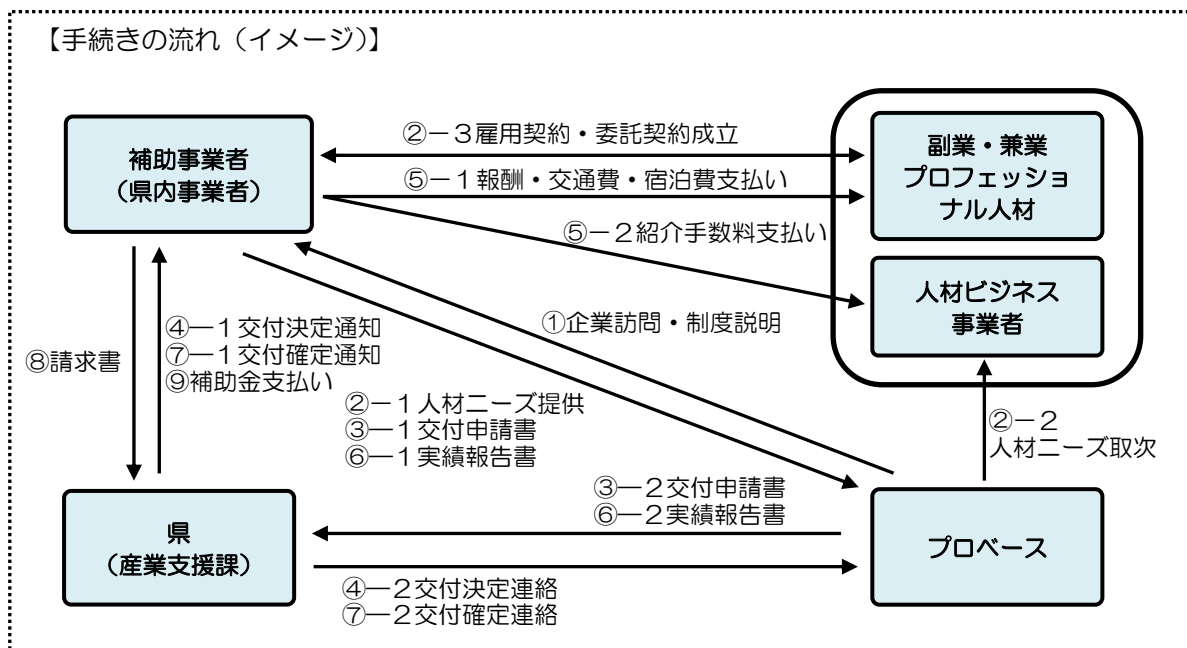 【手続きの流れ（イメージ）】
補助事業者
（県内事業者）
②－３雇用契約・委託契約成立
⑤－１報酬・交通費・宿泊費支払い
⑤－２紹介手数料支払い
副業・兼業
プロフェッショ
ナル人材
人材ビジネス
事業者
①企業訪問・制度説明
⑧請求書
④―１交付決定通知
⑦―１交付確定通知
⑨補助金支払い
②－１人材ニーズ提供
③―１交付申請書
⑥―１実績報告書
②－２
人材ニーズ取次
③―２交付申請書
⑥―２実績報告書
県
（産業支援課）
プロベース
④―２交付決定連絡
⑦―２交付確定連絡